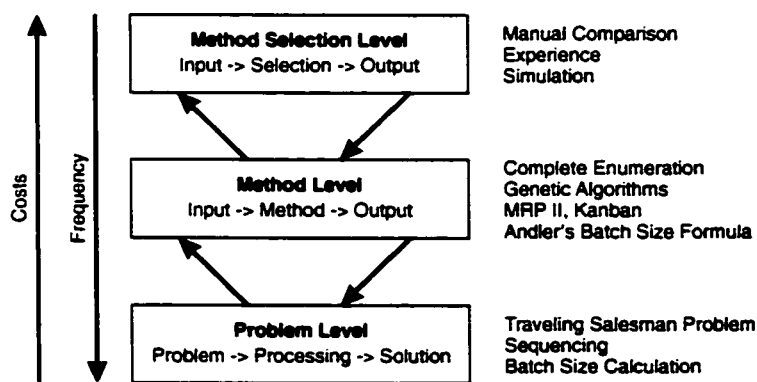 Costs
Frequency
Method Selection Level
Input -> Selection -> Output
Manual Comparison
Experience
Simulation
Method Level
Input -> Method -> Output
Complete Enumeration
Genetic Algorithms
MRP II, Kanban
Andler's Batch Size Formula
Problem Level
Problem -> Processing -> Solution
Traveling Salesman Problem
Sequencing
Batch Size Calculation